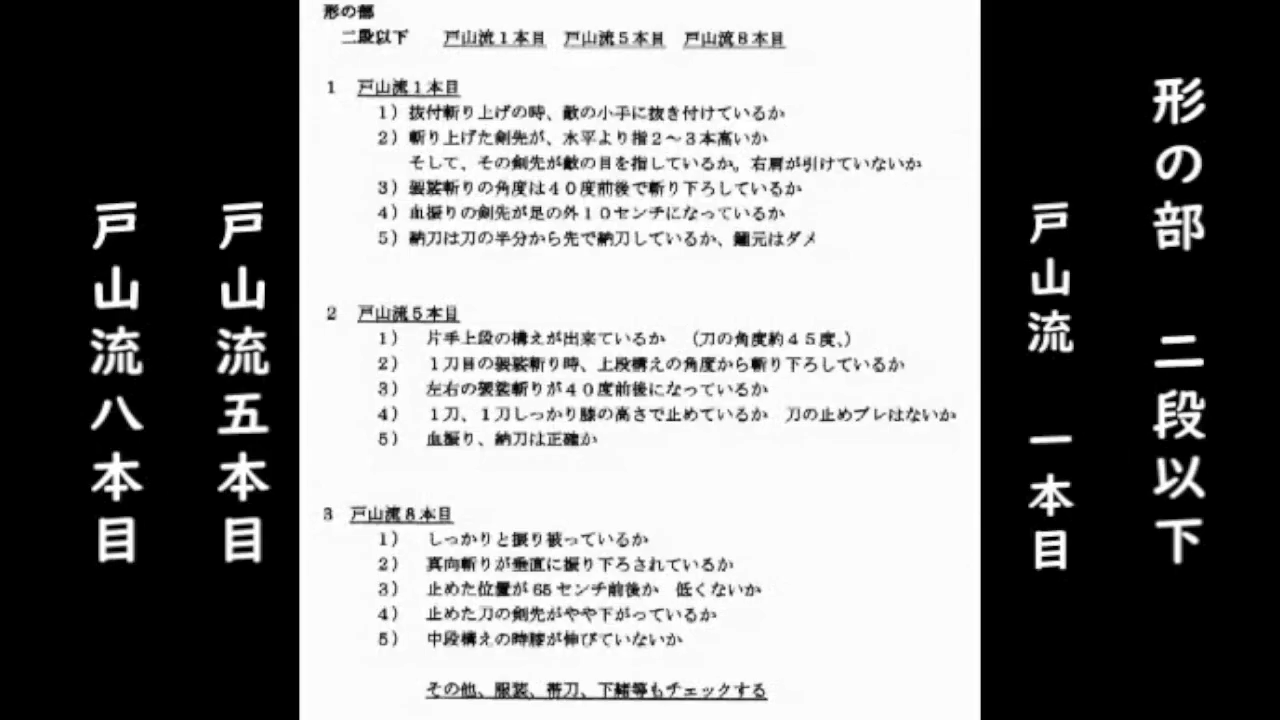 形の部　二段以下
戸山流　一本目
形の部
二段以下　戸山流１本目　戸山流５本目　戸山流８本目
１　戸山流１本目
１）抜付斬り上げの時、敵の小手に抜き付けているか
２）斬り上げた剣先が、水平より指２～３本高いか
そして、その剣先が敵の目を指しているか。右肩が引けていないか
３）袈裟斬りの角度は４０度前後で斬り下ろしているか
４）血振りの剣先が足の外１０センチになっているか
５）納刀は刀の半分から先で納刀しているか、鍔元はダメ
２　戸山流５本目
１）　片手上段の構えが出来ているか　（刀の角度約４５度、）
２）　１刀目の袈裟斬り時、上段構えの角度から斬り下ろしているか
３）　左右の袈裟斬りが４０度前後になっているか
４）　１刀、１刀しっかり膝の高さで止めているか　刀の止めブレはないか
５）　血振り、納刀は正確か
３　戸山流８本目
１）　しっかりと振り被っているか
２）　真向斬りが垂直に振り下ろされているか
３）　止めた位置が65センチ前後か　低くないか
４）　止めた刀の剣先がやや下がっているか
５）　中段構えの時膝が伸びていないか
その他、服装、帯刀、下緒等もチェックする
戸山流五本目
戸山流八本目